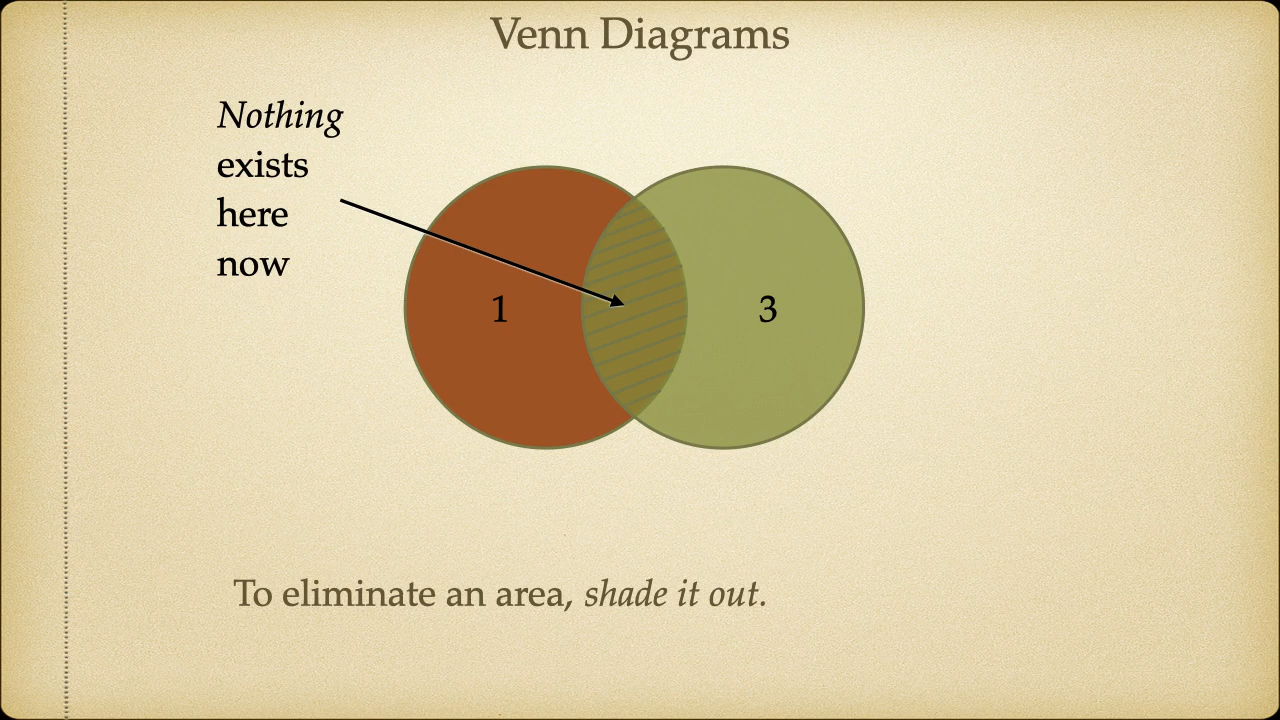 Venn Diagrams
Nothing
exists
here
now
1
3
To eliminate an area, shade it out.